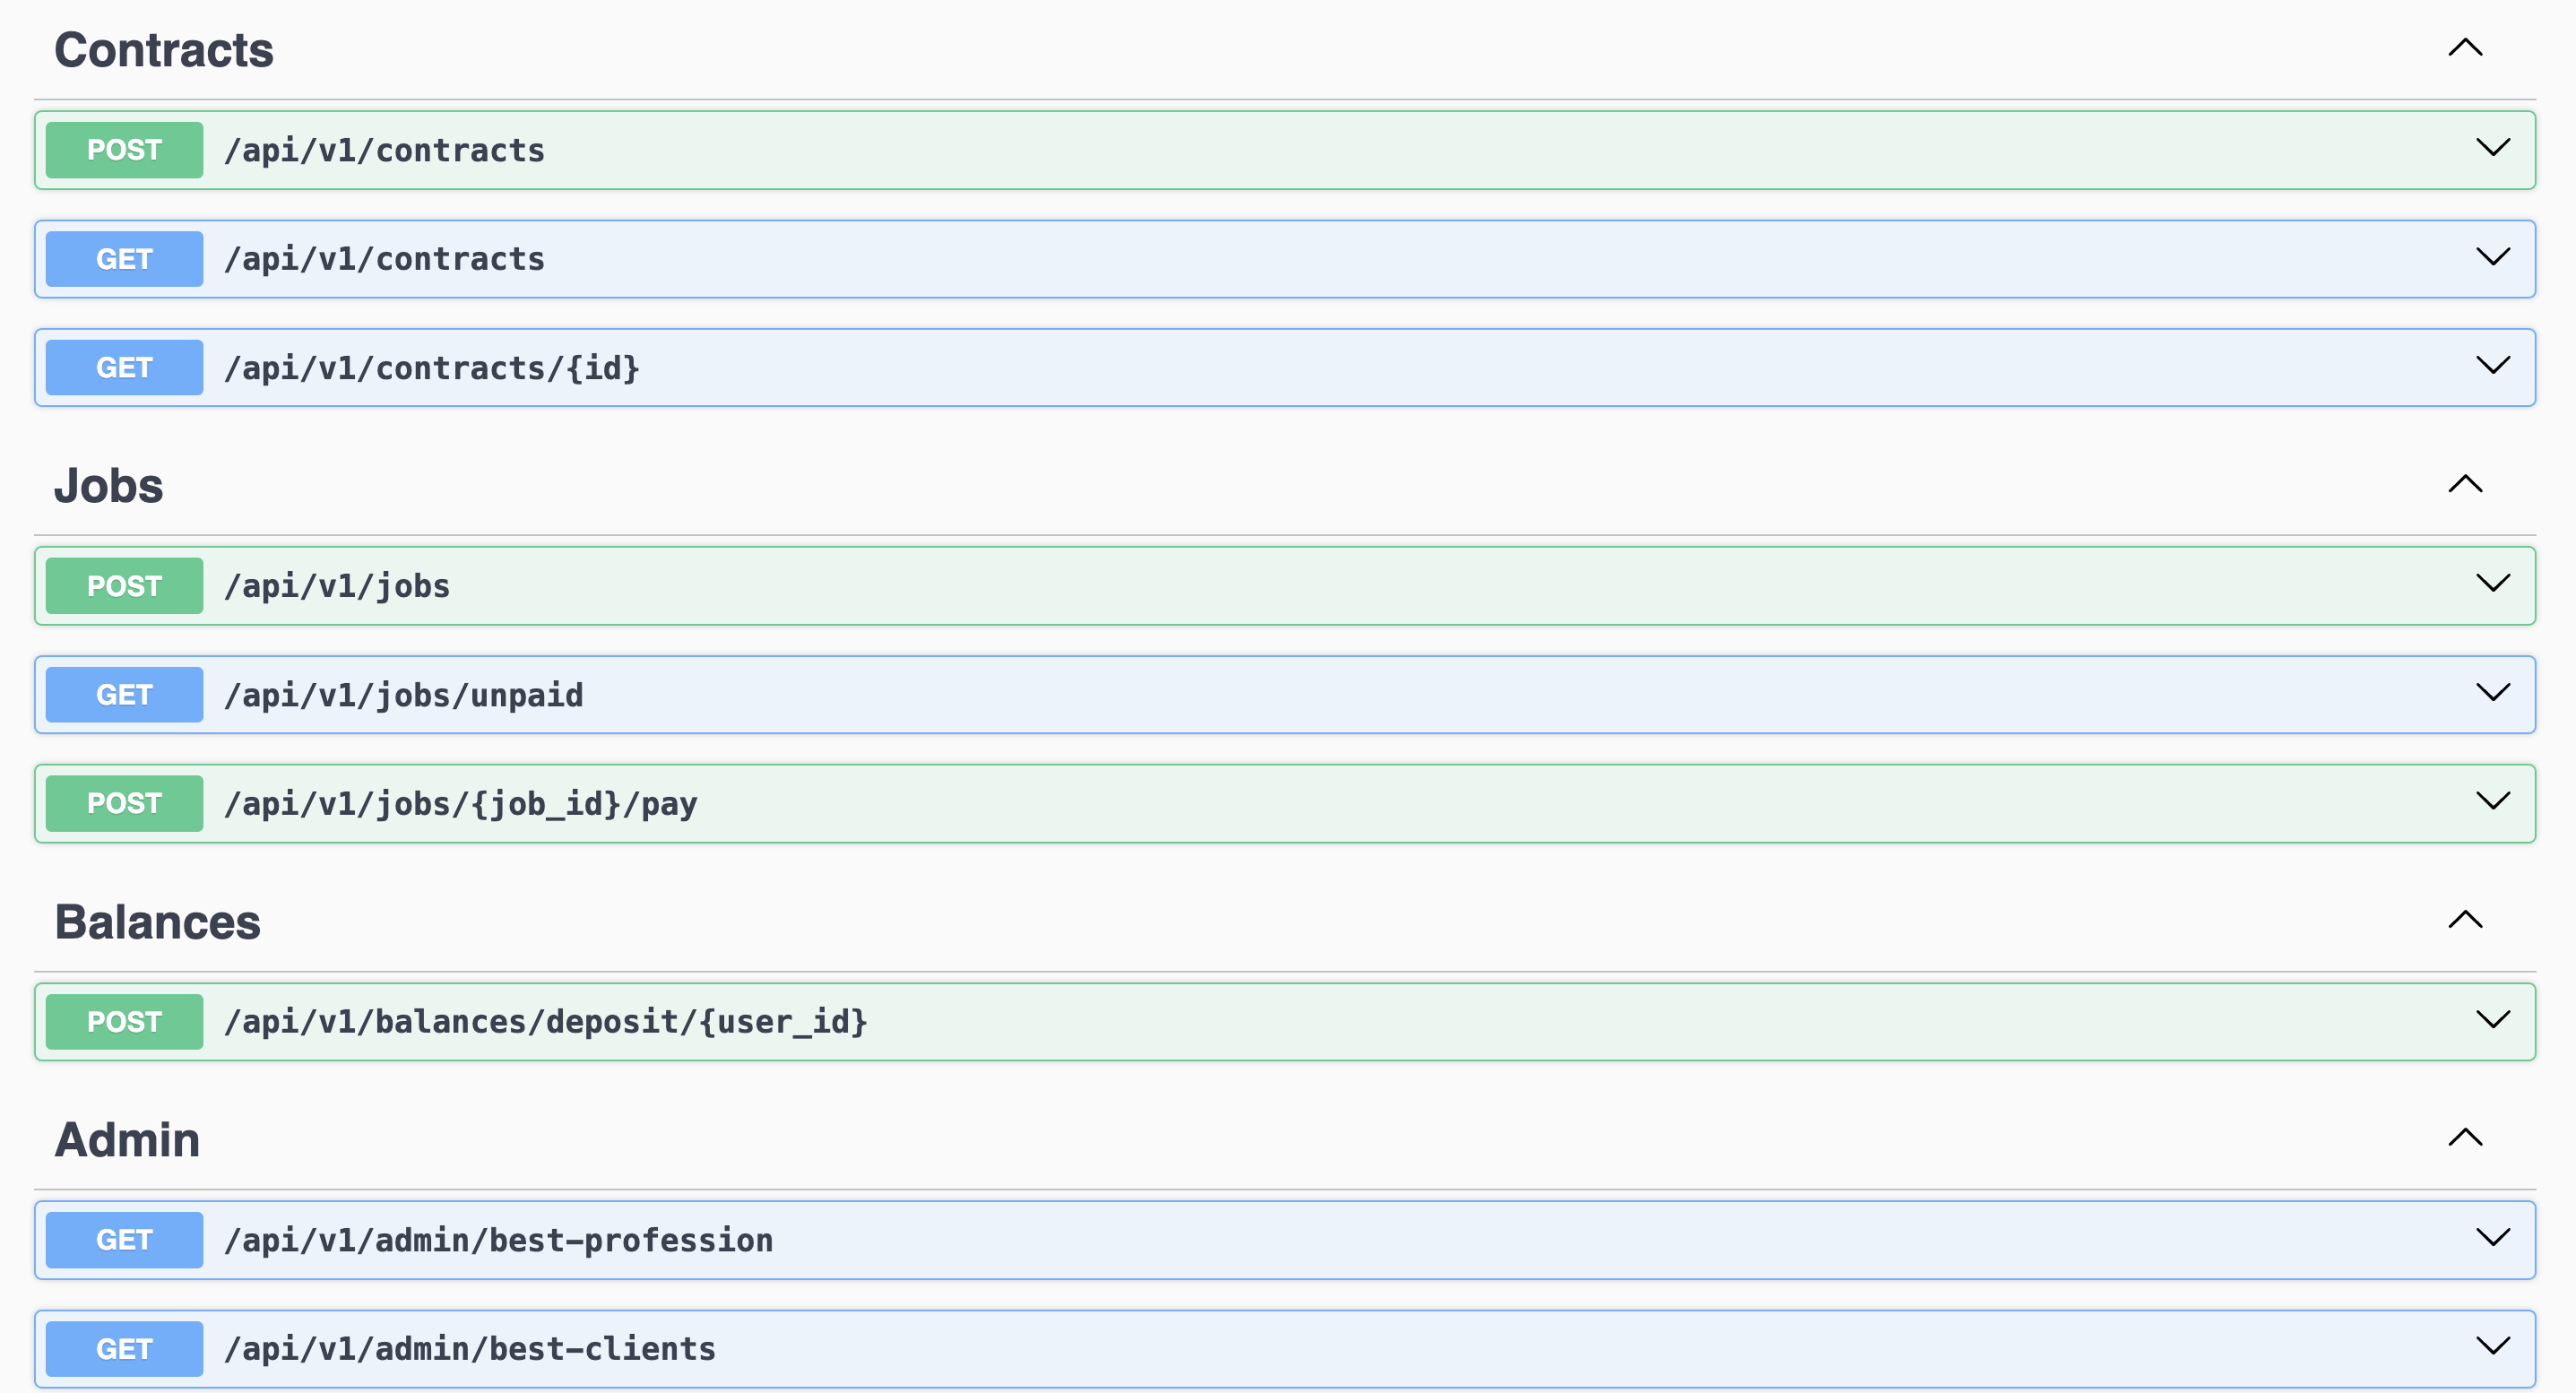 Contracts
POST /api/v1/contracts
GET /api/v1/contracts
GET /api/v1/contracts/{id}
Jobs
POST /api/v1/jobs
GET /api/v1/jobs/unpaid
POST /api/v1/jobs/{job_id}/pay
Balances
POST /api/v1/balances/deposit/{user_id}
Admin
GET /api/v1/admin/best-profession
GET /api/v1/admin/best-clients